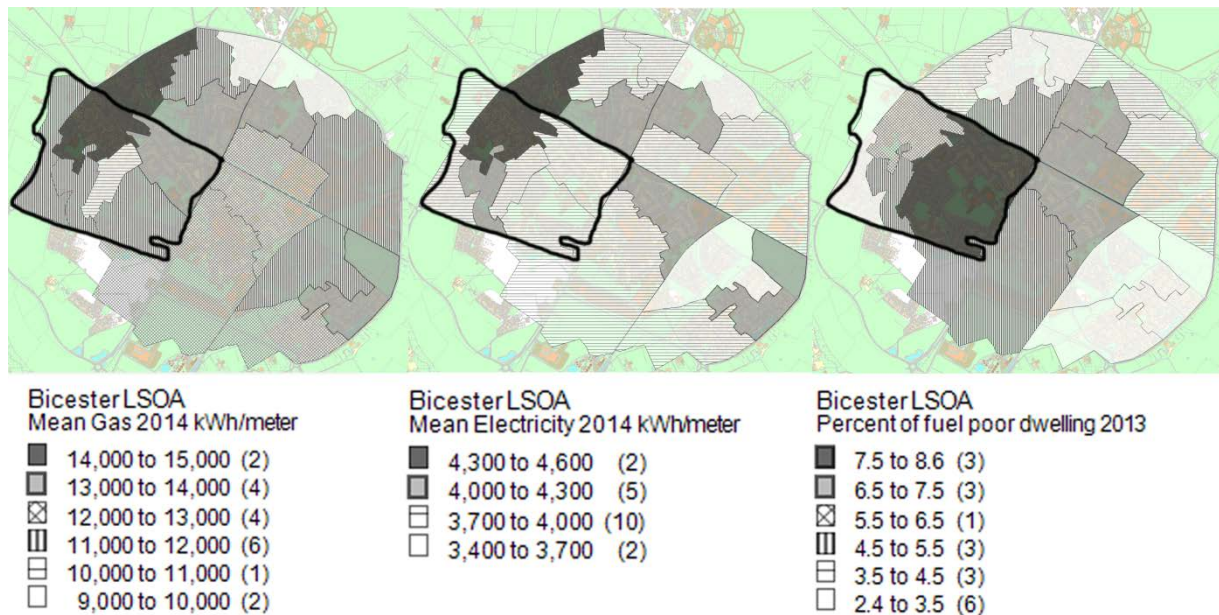 Bicester LSOA
Mean Gas 2014 kWh/meter
14,000 to 15,000 (2)
13,000 to 14,000 (4)
12,000 to 13,000 (4)
11,000 to 12,000 (6)
10,000 to 11,000 (1)
9,000 to 10,000 (2)
Bicester LSOA
Mean Electricity 2014 kWh/meter
4,300 to 4,600 (2)
4,000 to 4,300 (5)
3,700 to 4,000 (10)
3,400 to 3,700 (2)
Bicester LSOA
Percent of fuel poor dwelling 2013
7.5 to 8.6 (3)
6.5 to 7.5 (3)
5.5 to 6.5 (1)
4.5 to 5.5 (3)
3.5 to 4.5 (3)
2.4 to 3.5 (6)